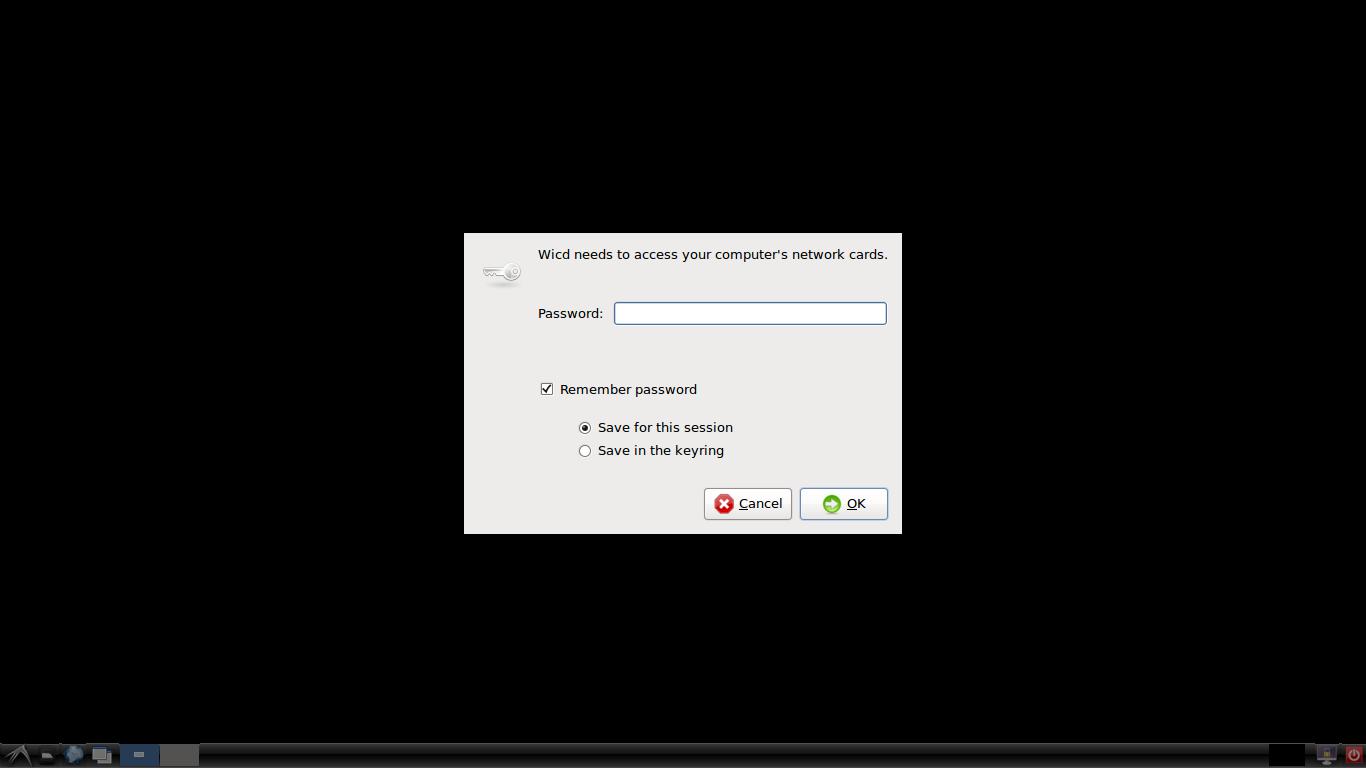 Wicd needs to access your computer's network cards.
Password:
Remember password
Save for this session
Save in the keyring
Cancel
OK